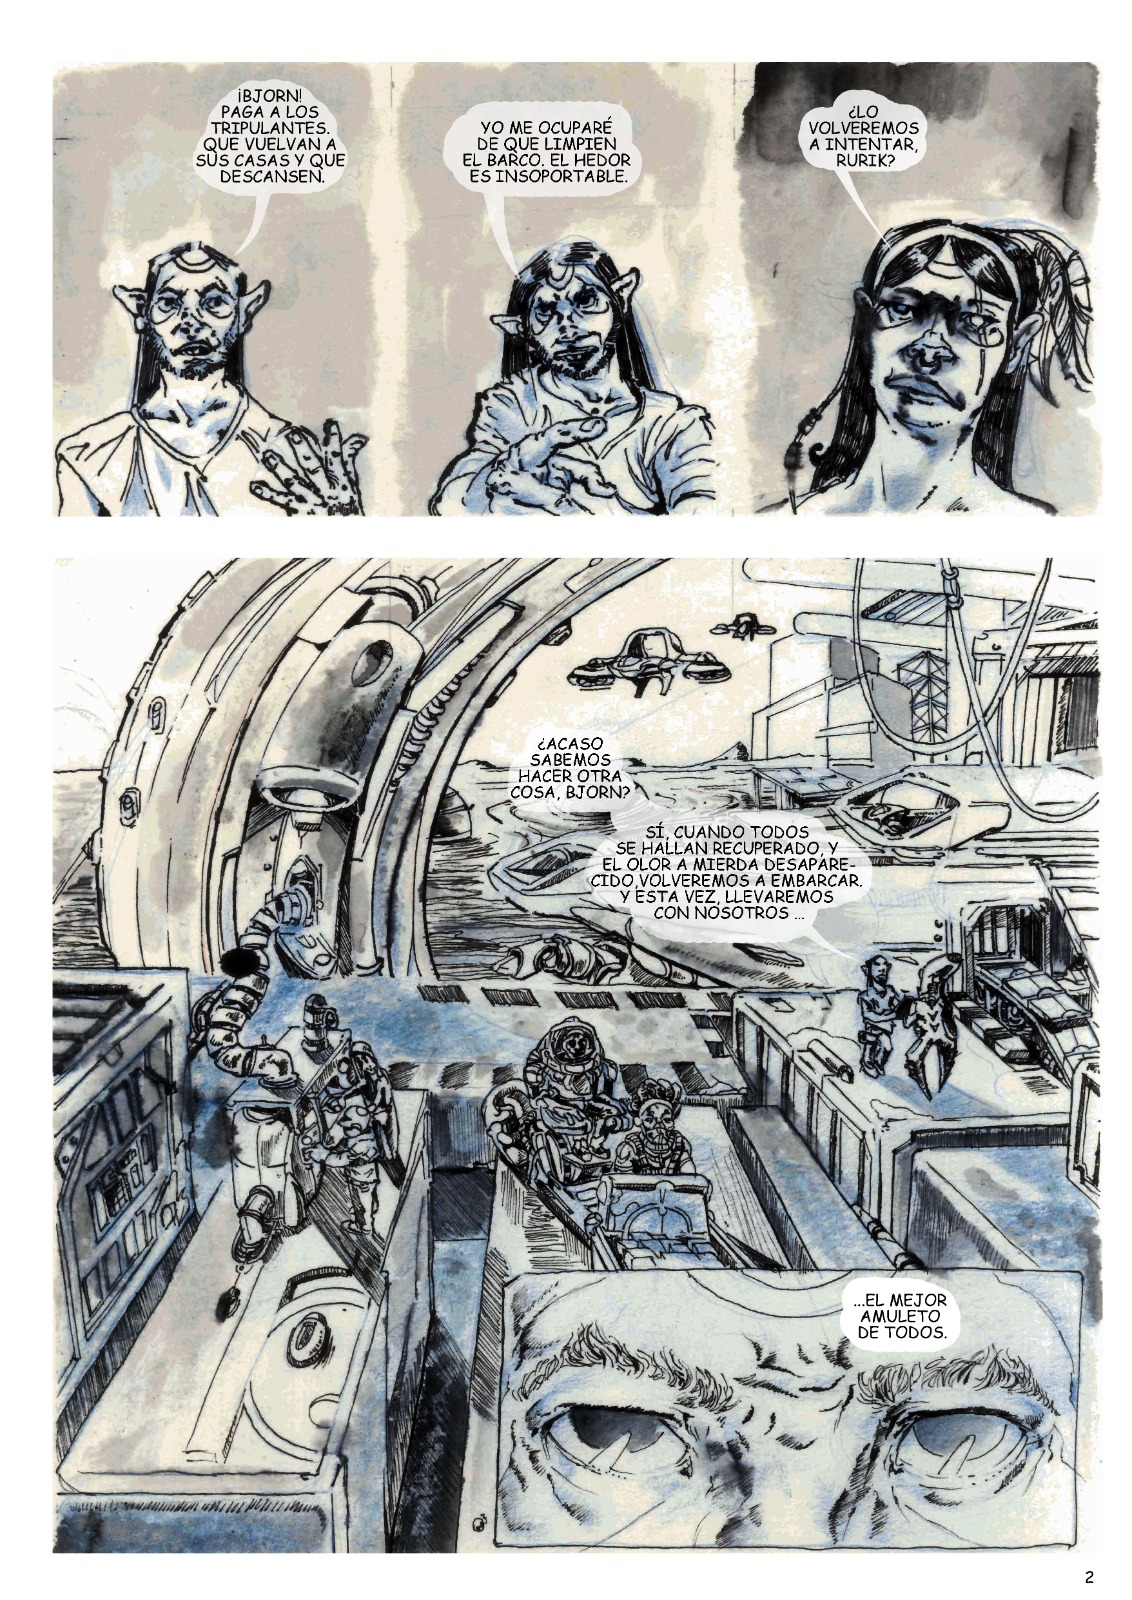 ¡BJORN!
PAGA A LOS
TRIPULANTES.
QUE VUELVAN A
SUS CASAS Y QUE
DESCANSEN.
YO ME OCUPARÉ
DE QUE LIMPIEN
EL BARCO. EL HEDOR
ES INSOPORTABLE.
¿LO
VOLVEREMOS
A INTENTAR,
RURIK?
¿ACASO
SABEMOS
HACER OTRA
COSA, BJORN?
SÍ, CUANDO TODOS
SE HALLAN RECUPERADO, Y
EL OLOR A MIERDA DESAPARE-
CIDO,VOLVEREMOS A EMBARCAR.
Y ESTA VEZ, LLEVAREMOS
CON NOSOTROS ...
...EL MEJOR
AMULETO
DE TODOS.
2